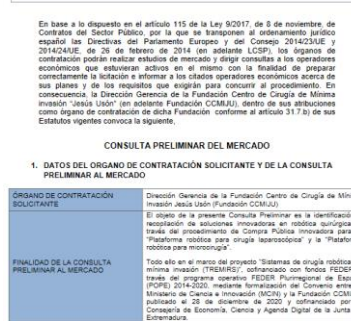 En base a lo dispuesto en el artículo 115 de la Ley 9/2017, de 8 de noviembre, de
Contratos del Sector Público, por la que se transponen al ordenamiento jurídico
español las Directivas del Parlamento Europeo y del Consejo 2014/23/UE y
2014/24/UE, de 26 de febrero de 2014 (en adelante LCSP), los órganos de
contratación podrán realizar estudios de mercado y dirigir consultas a los operadores
económicos que estuvieran activos en el mismo con la finalidad de preparar
correctamente la licitación e informar a los citados operadores económicos acerca de
sus planes y de los requisitos que exigirán para concurrir al procedimiento. En
consecuencia, la Dirección Gerencia de la Fundación Centro de Cirugía de Mínima
invasión "Jesús Usón" (en adelante Fundación CCMIJU), dentro de sus atribuciones
como órgano de contratación de dicha Fundación conforme al artículo 31.7.b) de sus
Estatutos vigentes convoca la siguiente,
CONSULTA PRELIMINAR DEL MERCADO
1. DATOS DEL ORGANO DE CONTRATACIÓN SOLICITANTE Y DE LA CONSULTA
PRELIMINAR AL MERCADO
ÓRGANO DE CONTRATACIÓN
SOLICITANTE
Dirección Gerencia de la Fundación Centro de Cirugía de Míni
Invasión Jesús Usón (Fundación CCMIJU)
FINALIDAD DE LA CONSULTA
PRELIMINAR AL MERCADO
El objeto de la presente Consulta Preliminar es la identificació
recopilación de soluciones innovadoras en robótica quirúrgica
través del procedimiento de Compra Pública Innovadora para
"Plataforma robótica para cirugía laparoscópica" y la "Platafor
robótica para microcirugía".
Todo ello en el marco del proyecto "Sistemas de cirugía robótica
mínima invasión (TREMIRS)", cofinanciado con fondos FEDER
través del programa operativo FEDER Plurirregional de Esp
(POPE) 2014-2020, mediante formalización del Convenio entre
Ministerio de Ciencia e Innovación (MCIN) y la Fundación CCMI
publicado el 28 de diciembre de 2020 y cofinanciado por
Consejería de Economía, Ciencia y Agenda Digital de la Junta
Extremadura.